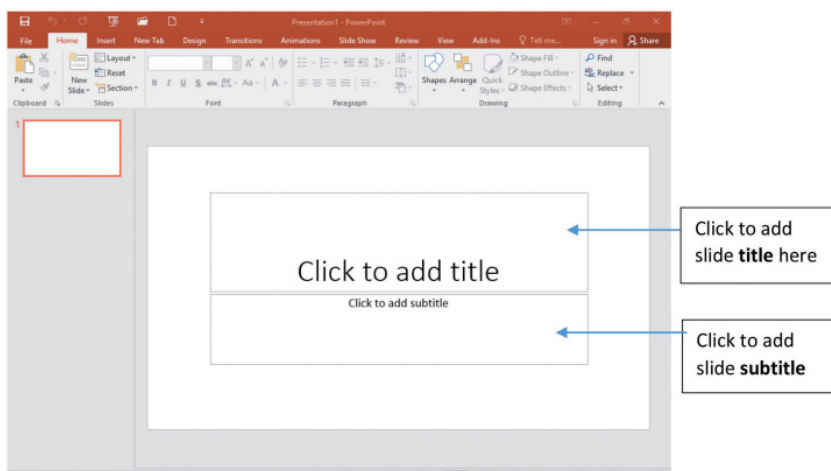 Presentation1 - PowerPoint
File Home Insert New Tab Design Transitions Animations Slide Show Review View Add-Ins Tell me... Sign in Share
Paste
New
Slide
Layout
Reset
Section
B I U S abc AV Aa A
A A
Shapes Arrange Quick
Styles
Shape Fill
Shape Outline
Shape Effects
Find
Replace
Select
Clipboard Slides Font Paragraph Drawing Editing
1
Click to add title
Click to add subtitle
Click to add
slide title here
Click to add
slide subtitle